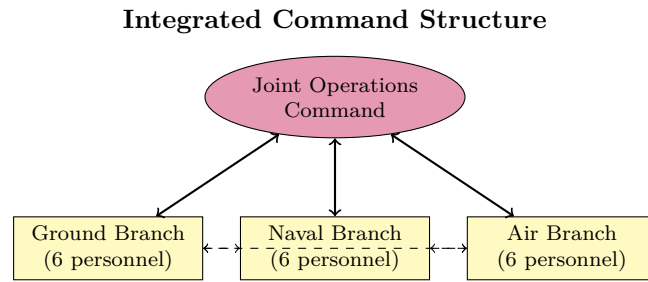 Integrated Command Structure
Joint Operations
Command
Ground Branch
(6 personnel)
Naval Branch
(6 personnel)
Air Branch
(6 personnel)